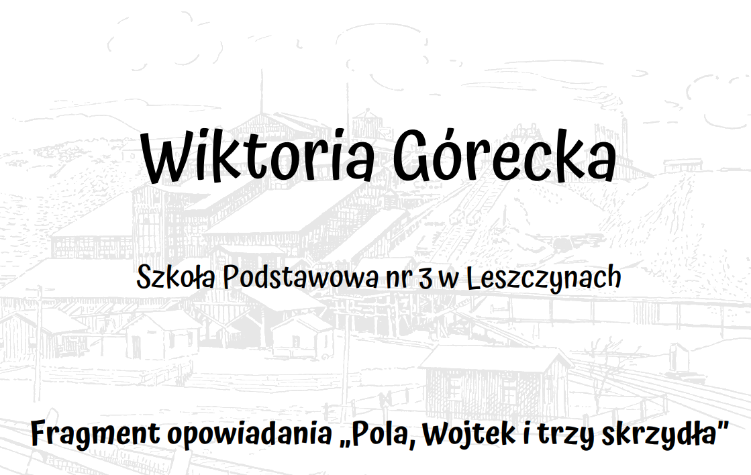 Wiktoria Górecka
Szkoła Podstawowa nr 3 w Leszczynach
Fragment opowiadania „Pola, Wojtek i trzy skrzydła”